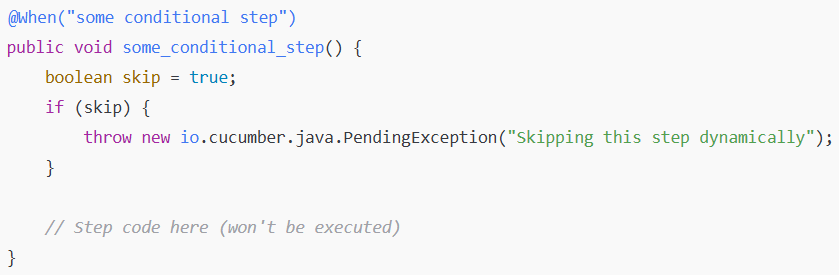 @When("some conditional step")
public void some_conditional_step() {
    boolean skip = true;
    if (skip) {
        throw new io.cucumber.java.PendingException("Skipping this step dynamically");
    }

    // Step code here (won't be executed)
}